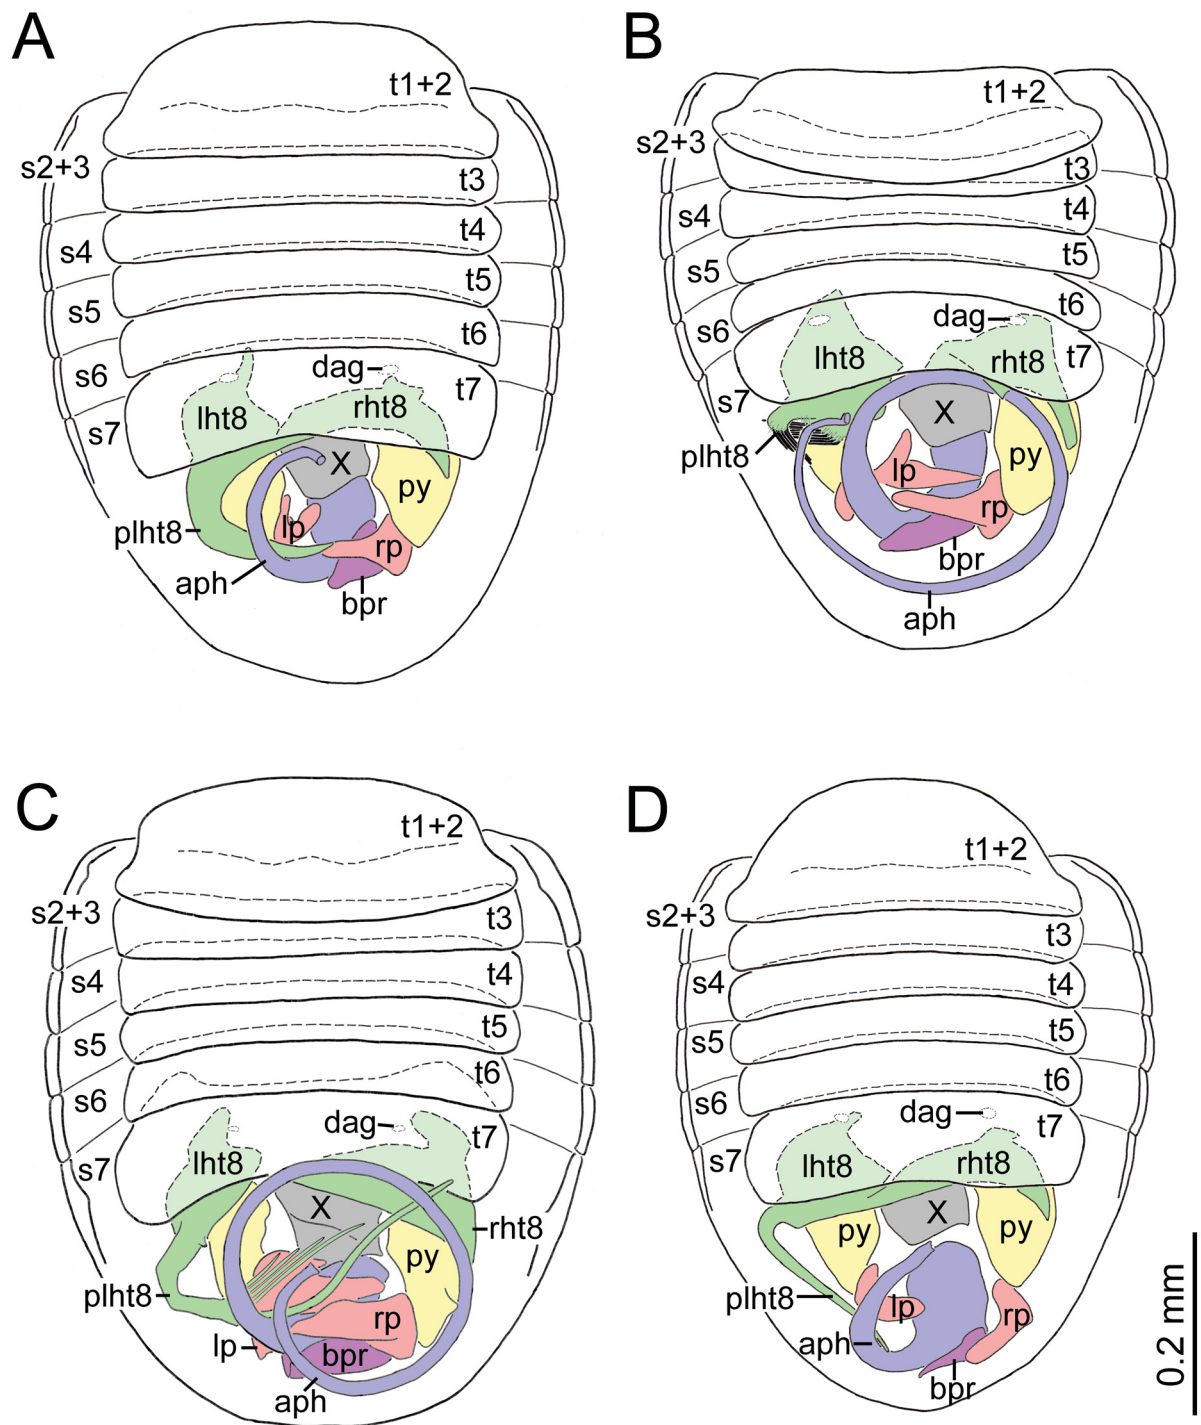 A
t1+2
s2+3
t3
s4
t4
s5
t5
s6
t6
dag
t7
s7
lht8
rht8
X
py
plht8
lp
rp
aph
bpr
B
t1+2
s2+3
t3
s4
t4
s5
t5
s6
t6
dag
lht8
rht8
t7
s7
X
plht8
lp
py
rp
bpr
aph
C
t1+2
s2+3
t3
s4
t4
s5
t5
s6
t6
dag
t7
s7
lht8
X
rht8
py
plht8
lp
rp
bpr
aph
D
t1+2
s2+3
t3
s4
t4
s5
t5
s6
t6
dag
t7
s7
lht8
rht8
X
py
py
plht8
lp
rp
aph
bpr
0.2 mm